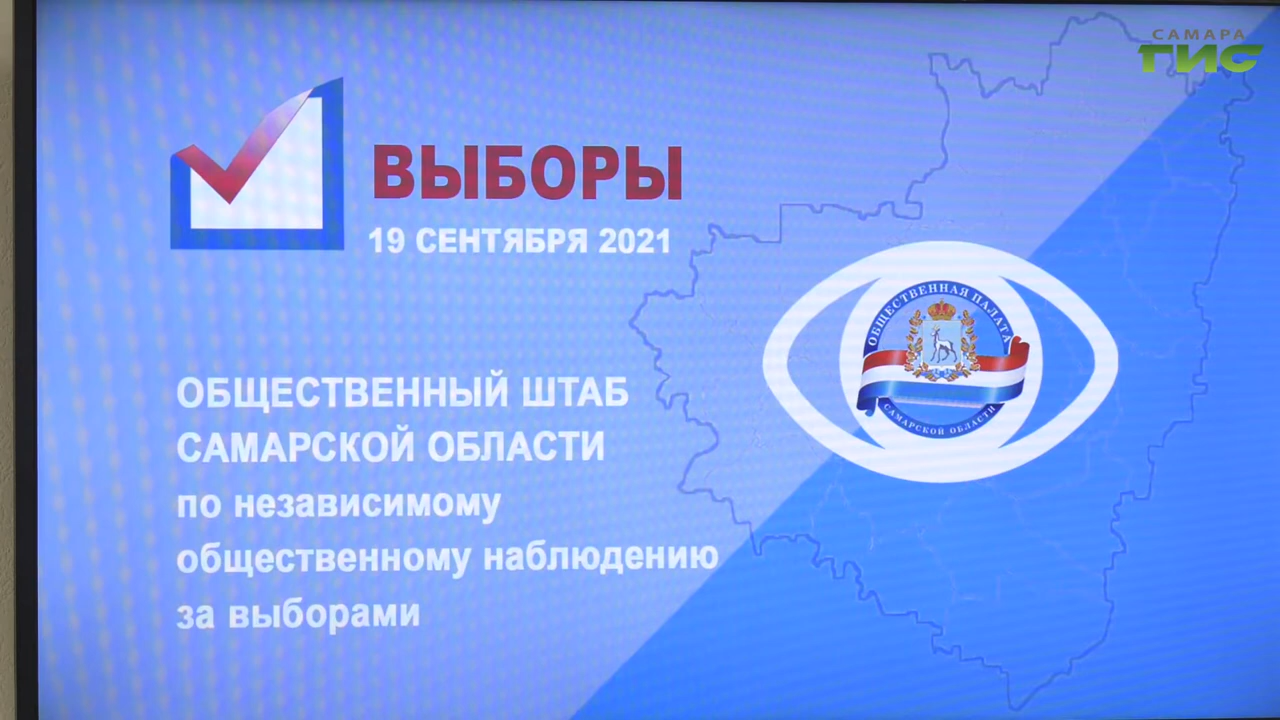 САМАРА
ГИС
ВЫБОРЫ
19 СЕНТЯБРЯ 2021
ОБЩЕСТВЕННАЯ ПАЛАТА
САМАРСКОЙ ОБЛАСТИ
ОБЩЕСТВЕННЫЙ ШТАБ
САМАРСКОЙ ОБЛАСТИ
по независимому
общественному наблюдению
за выборами